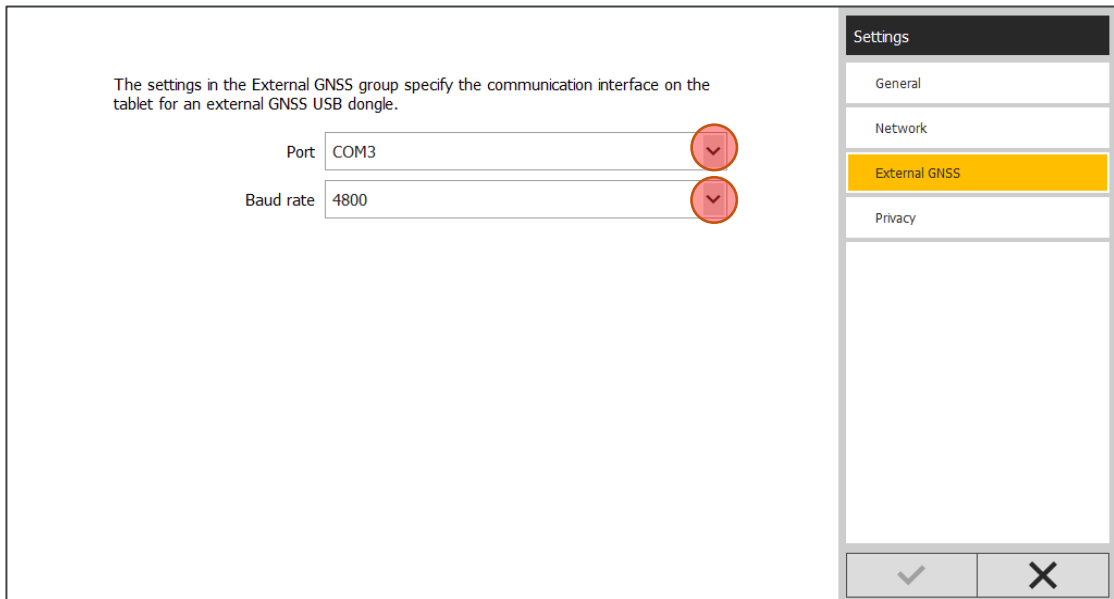 The settings in the External GNSS group specify the communication interface on the
tablet for an external GNSS USB dongle.
Port COM3
Baud rate 4800
Settings
General
Network
External GNSS
Privacy